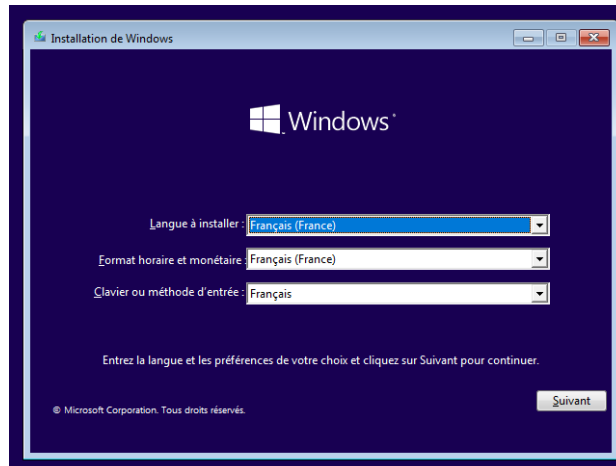 Installation de Windows
Windows
Langue à installer : Français (France)
Format horaire et monétaire : Français (France)
Clavier ou méthode d'entrée : Français
Entrez la langue et les préférences de votre choix et cliquez sur Suivant pour continuer.
Suivant
© Microsoft Corporation. Tous droits réservés.